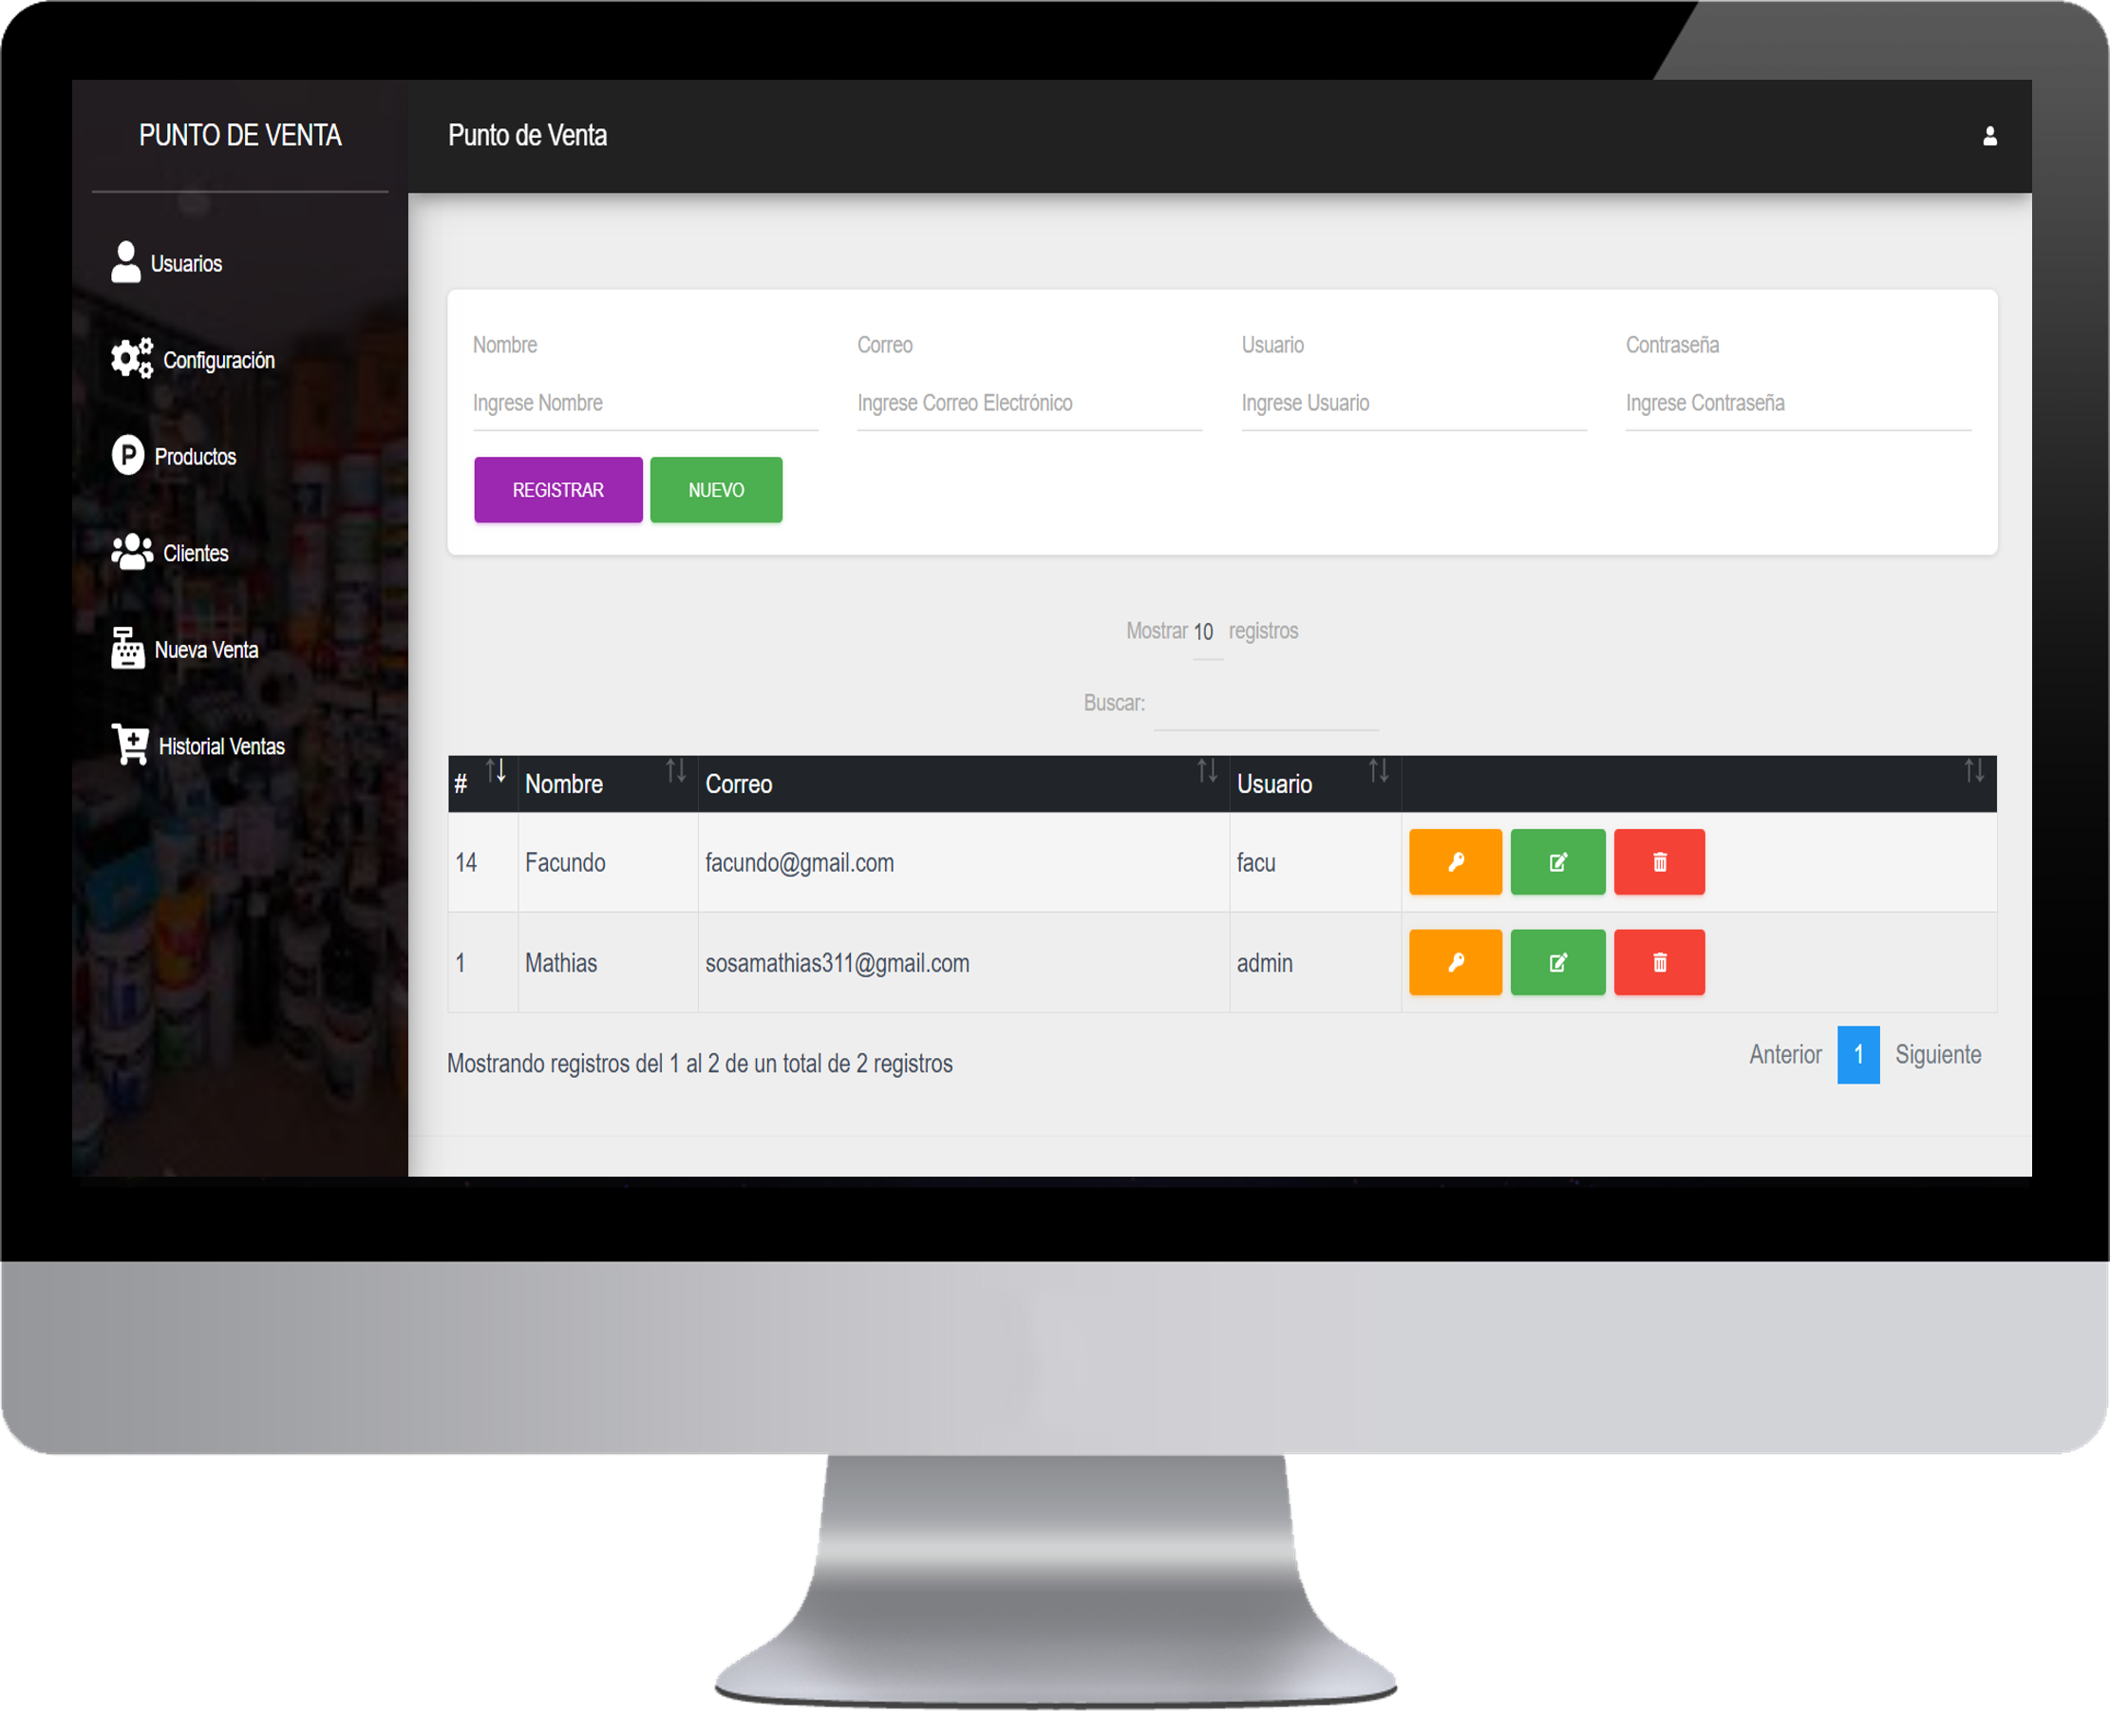 PUNTO DE VENTA
Usuarios
Configuración
Productos
Clientes
Nueva Venta
Historial Ventas
Punto de Venta
Nombre Correo Usuario Contraseña
Ingrese Nombre Ingrese Correo Electrónico Ingrese Usuario Ingrese Contraseña
REGISTRAR NUEVO
Mostrar 10 registros
Buscar:
# Nombre Correo Usuario
14 Facundo facundo@gmail.com facu
1 Mathias sosamathias311@gmail.com admin
Mostrando registros del 1 al 2 de un total de 2 registros
Anterior 1 Siguiente